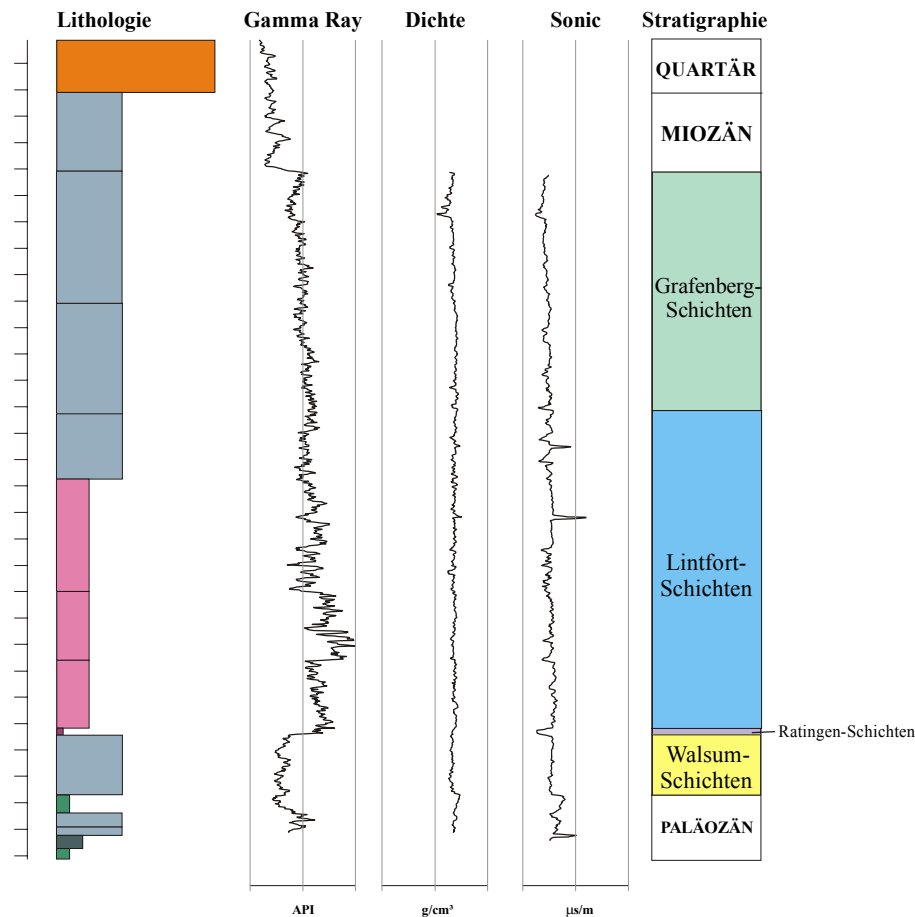 Lithologie
Gamma Ray
Dichte
Sonic
Stratigraphie
QUARTÄR
MIOZÄN
Grafenberg-
Schichten
Lintfort-
Schichten
Ratingen-Schichten
Walsum-
Schichten
PALÄOZÄN
API
g/cm³
µs/m